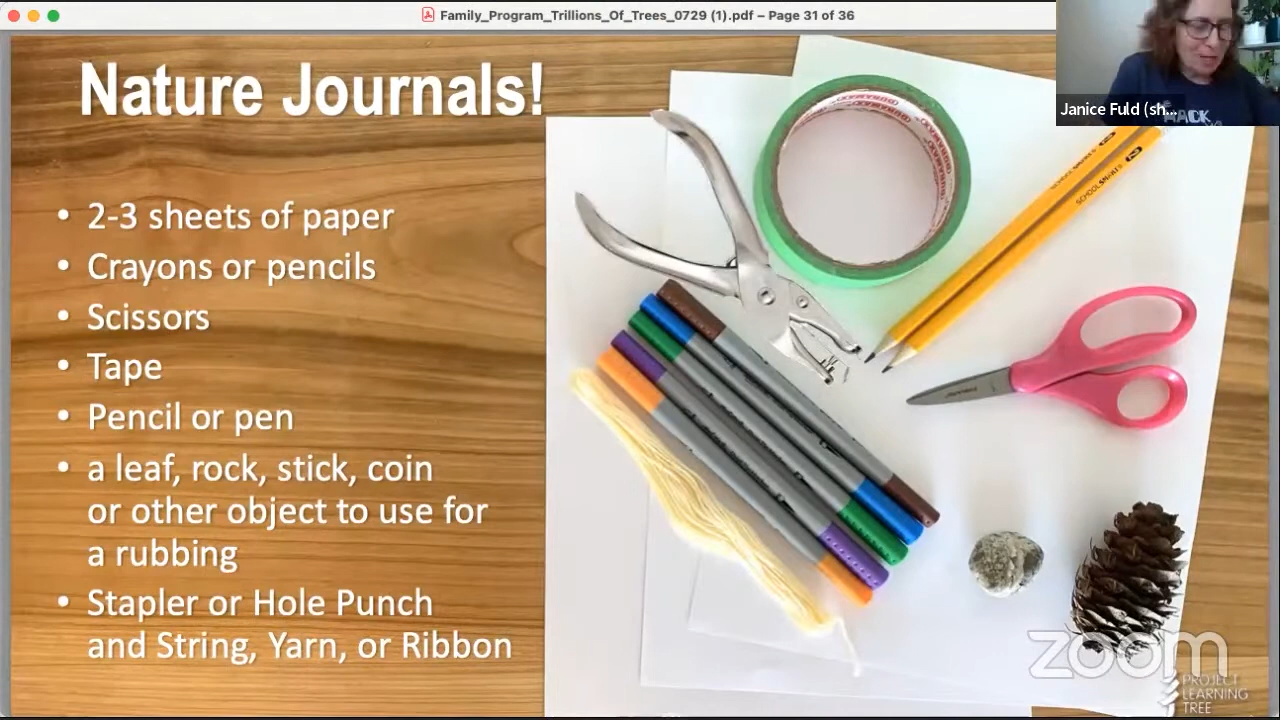 Family_Program_Trillions_Of_Trees_0729 (1).pdf – Page 31 of 36
Janice Fuld (sh...
Nature Journals!
• 2-3 sheets of paper
• Crayons or pencils
• Scissors
• Tape
• Pencil or pen
• a leaf, rock, stick, coin
or other object to use for
a rubbing
• Stapler or Hole Punch
and String, Yarn, or Ribbon
zoom
PROJECT
LEARNING
TREE